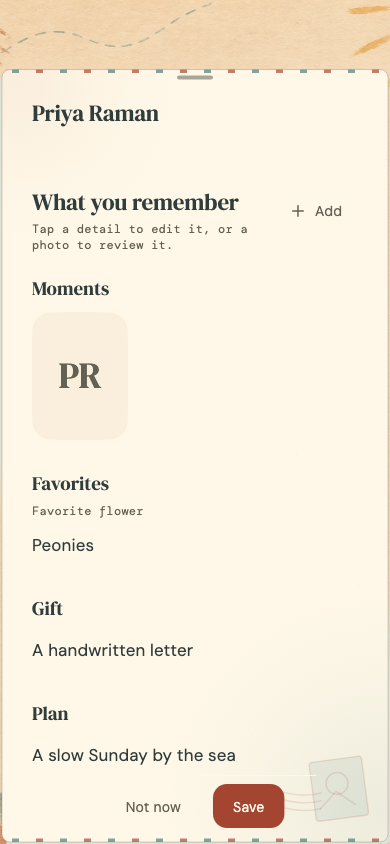 Priya Raman
What you remember
+ Add
Tap a detail to edit it, or a
photo to review it.
Moments
PR
Favorites
Favorite flower
Peonies
Gift
A handwritten letter
Plan
A slow Sunday by the sea
Not now
Save